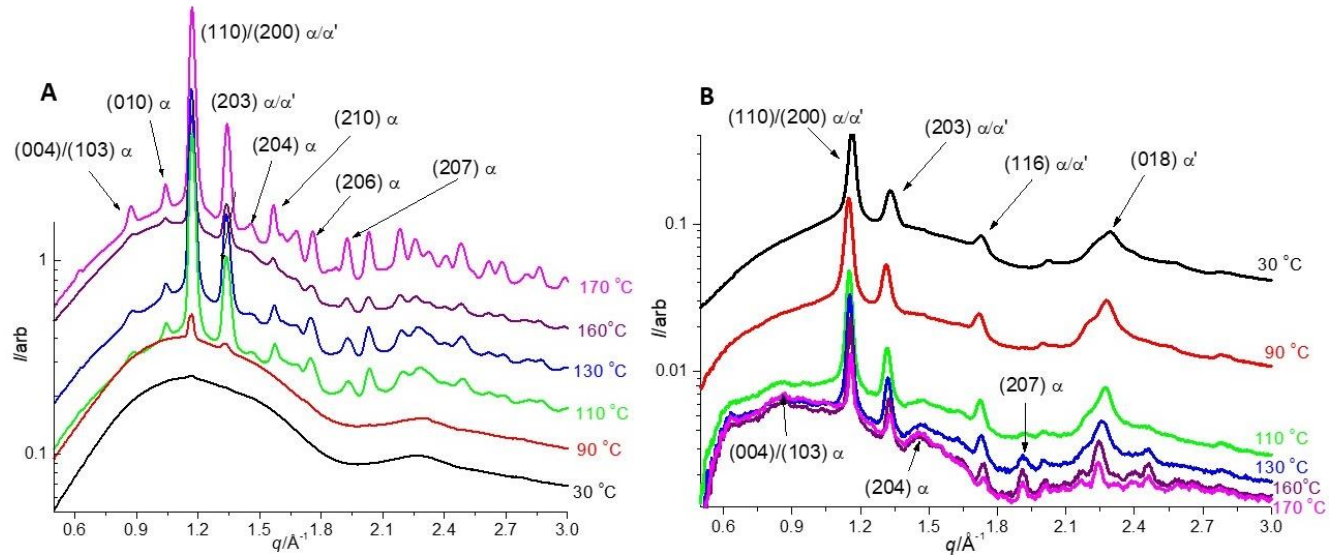 A
(110)/(200) α/α'
(010) α
(203) α/α'
(004)/(103) α
(204) α
(210) α
(206) α
(207) α
1
0.1
I/arb
170 °C
160°C
130 °C
110 °C
90 °C
30 °C
0.6 0.9 1.2 1.5 1.8 2.1 2.4 2.7 3.0
q/Å-1
B
(110)/(200) α/α'
(203) α/α'
(116) α/α'
(018) α'
0.1
0.01
I/arb
30 °C
90 °C
110 °C
130 °C
160°C
170 °C
(207) α
(004)/(103) α
(204) α
0.6 0.9 1.2 1.5 1.8 2.1 2.4 2.7 3.0
q/Å-1